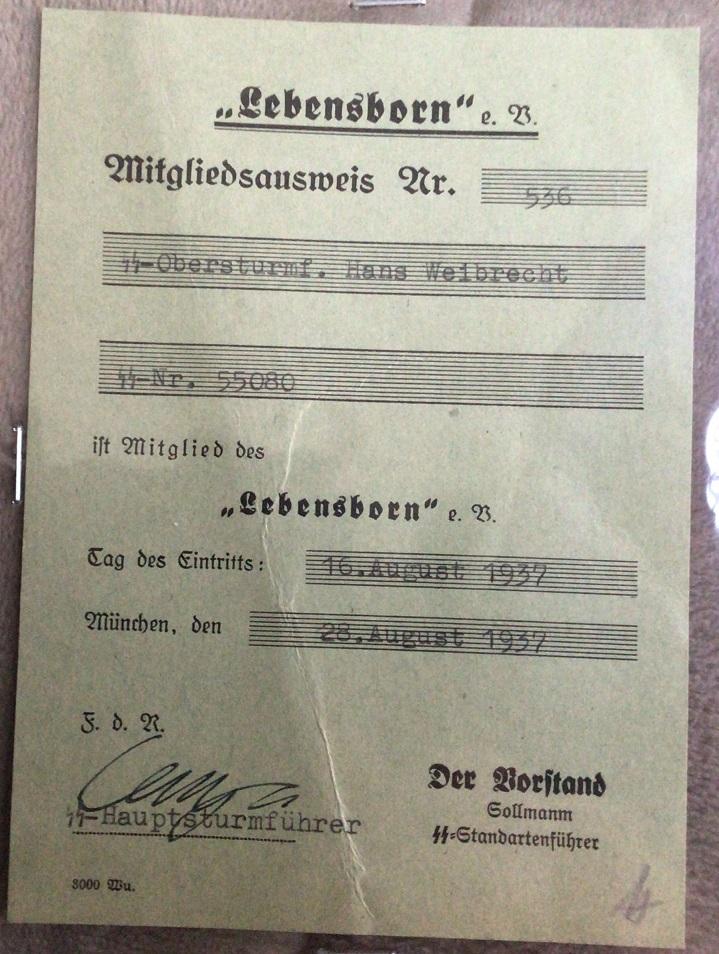 „Lebensborn“ e. V.
Mitgliedsausweis Nr. 536
ᛋᛋ-Obersturmf. Hans Weibrecht
ᛋᛋ-Nr. 55080
ist Mitglied des
„Lebensborn“ e. V.
Tag des Eintritts: 16.August 1937
München, den 28.August 1937
F. d. R.
ᛋᛋ-Hauptsturmführer
Der Vorstand
Sollmann
ᛋᛋ-Standartenführer
3000 Wu.